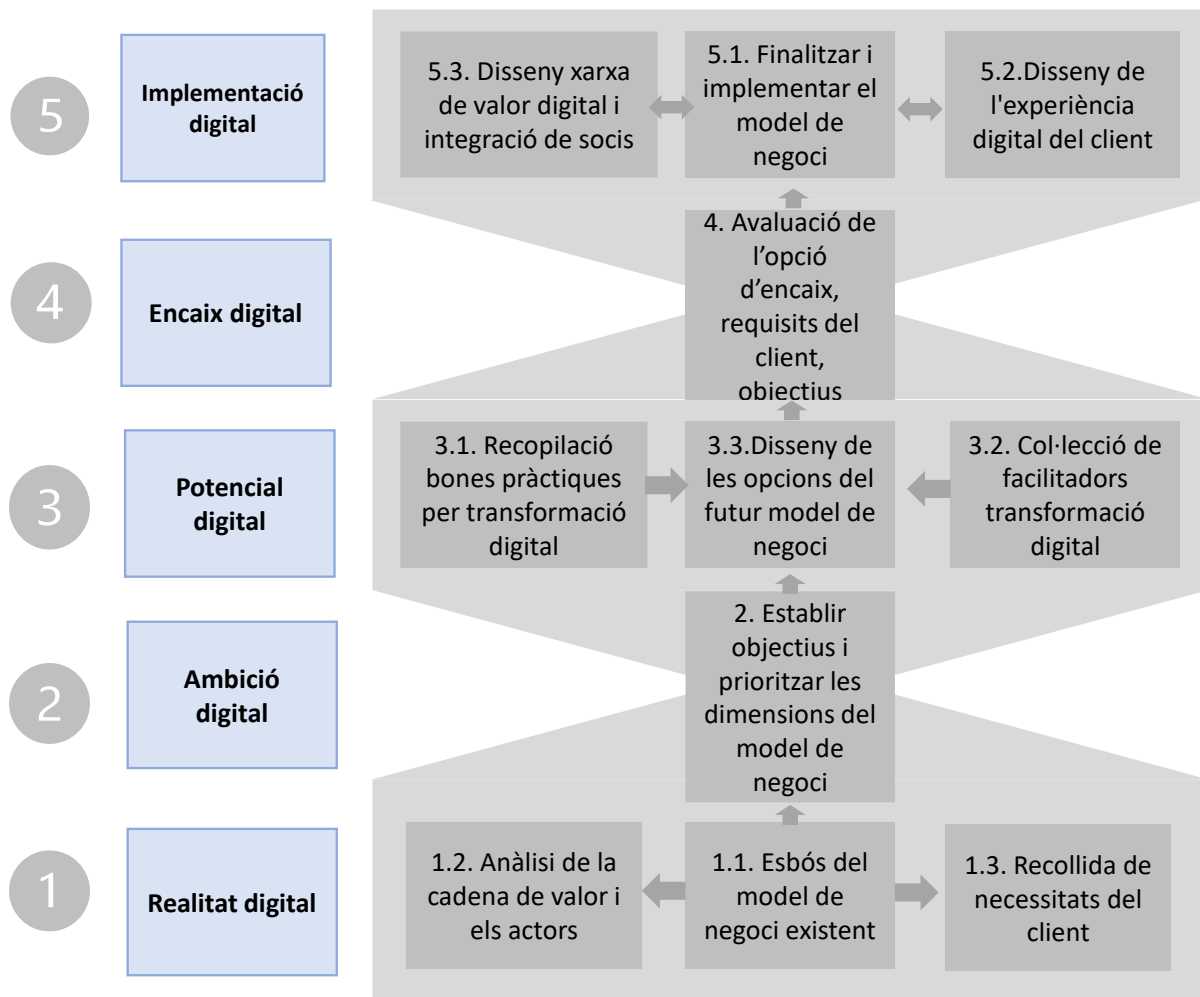 5
Implementació
digital
5.3. Disseny xarxa
de valor digital i
integració de socis
5.1. Finalitzar i
implementar el
model de
negoci
5.2.Disseny de
l'experiència
digital del client
4
Encaix digital
4. Avaluació de
l’opció
d’encaix,
requisits del
client,
objectius
3
Potencial
digital
3.1. Recopilació
bones pràctiques
per transformació
digital
3.3.Disseny de
les opcions del
futur model de
negoci
3.2. Col·lecció de
facilitadors
transformació
digital
2
Ambició
digital
2. Establir
objectius i
prioritzar les
dimensions del
model de
negoci
1
Realitat digital
1.2. Anàlisi de la
cadena de valor i
els actors
1.1. Esbós del
model de
negoci existent
1.3. Recollida de
necessitats del
client